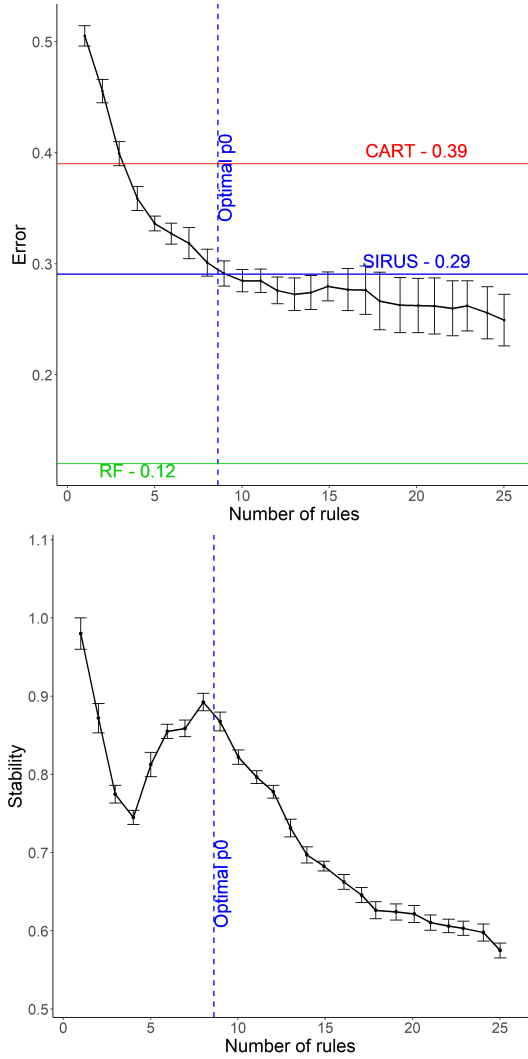 0.5
0.4
0.3
0.2
Error
Optimal p0
CART - 0.39
SIRUS - 0.29
RF - 0.12
0 5 10 15 20 25
Number of rules
1.1
1.0
0.9
0.8
0.7
0.6
0.5
Stability
Optimal p0
0 5 10 15 20 25
Number of rules